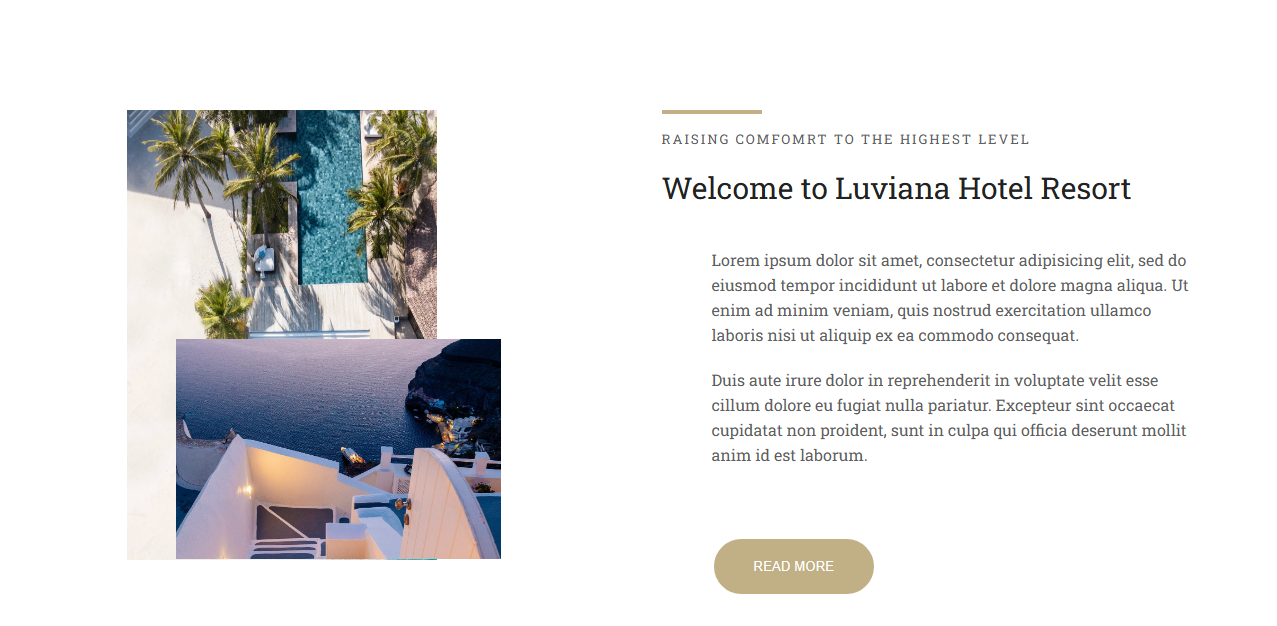 RAISING COMFOMRT TO THE HIGHEST LEVEL
Welcome to Luviana Hotel Resort
Lorem ipsum dolor sit amet, consectetur adipisicing elit, sed do
eiusmod tempor incididunt ut labore et dolore magna aliqua. Ut
enim ad minim veniam, quis nostrud exercitation ullamco
laboris nisi ut aliquip ex ea commodo consequat.
Duis aute irure dolor in reprehenderit in voluptate velit esse
cillum dolore eu fugiat nulla pariatur. Excepteur sint occaecat
cupidatat non proident, sunt in culpa qui officia deserunt mollit
anim id est laborum.
READ MORE